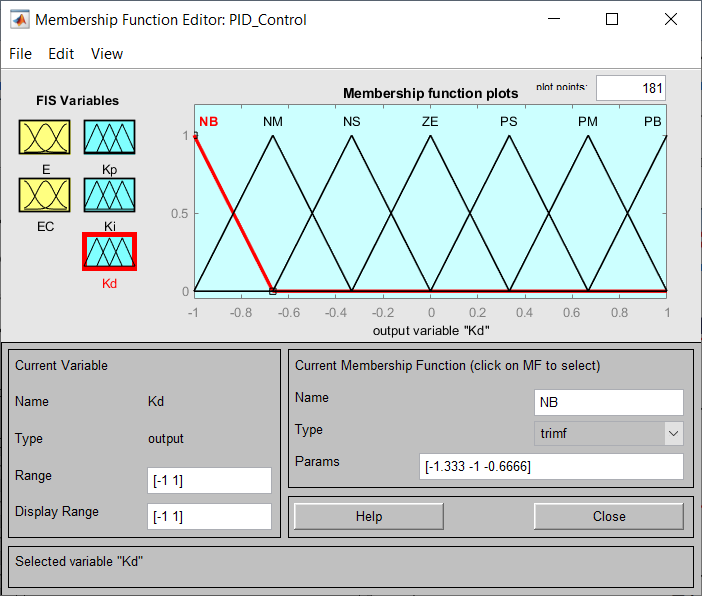 Membership Function Editor: PID_Control
File Edit View
FIS Variables
E
Kp
EC
Ki
Kd
Membership function plots
plot points:
181
NB NM NS ZE PS PM PB
1
0.5
0
-1 -0.8 -0.6 -0.4 -0.2 0 0.2 0.4 0.6 0.8 1
output variable "Kd"
Current Variable
Name Kd
Type output
Range [-1 1]
Display Range [-1 1]
Current Membership Function (click on MF to select)
Name NB
Type trimf
Params [-1.333 -1 -0.6666]
Help Close
Selected variable "Kd"